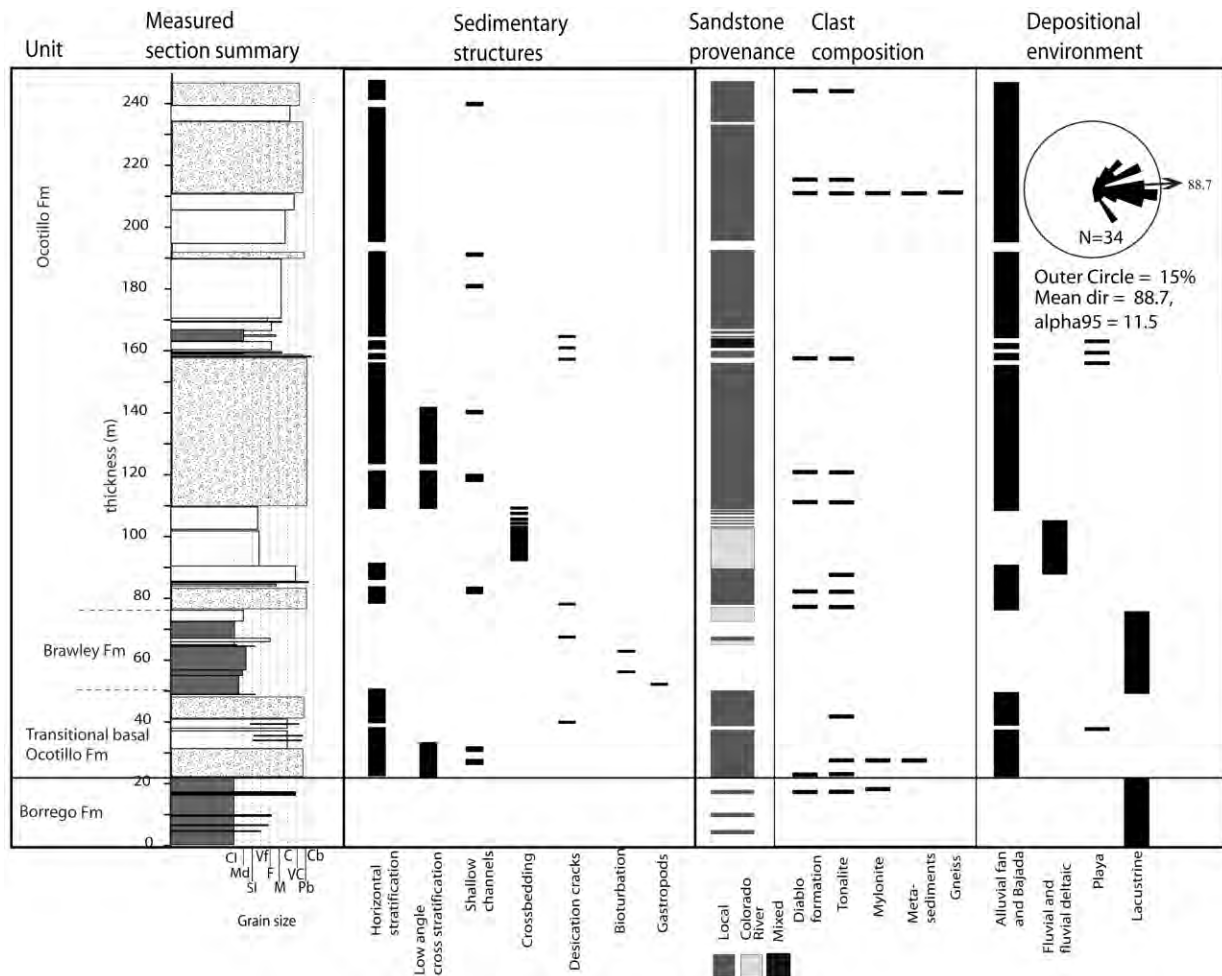 Unit
Measured
section summary
Sedimentary
structures
Sandstone
provenance
Clast
composition
Depositional
environment
Ocotillo Fm
Brawley Fm
Transitional basal
Ocotillo Fm
Borrego Fm
thickness (m)
240
220
200
180
160
140
120
100
80
60
40
20
0
88.7
N=34
Outer Circle = 15%
Mean dir = 88.7,
alpha95 = 11.5
Cl
Md
Sl
Vf
F
M
C
VC
Pb
Cb
Grain size
Horizontal
stratification
Low angle
cross stratification
Shallow
channels
Crossbedding
Desication cracks
Bioturbation
Gastropods
Local
Colorado
River
Mixed
Diablo
formation
Tonalite
Mylonite
Meta-
sediments
Gneiss
Alluvial fan
and Bajada
Fluvial and
fluvial deltaic
Playa
Lacustrine